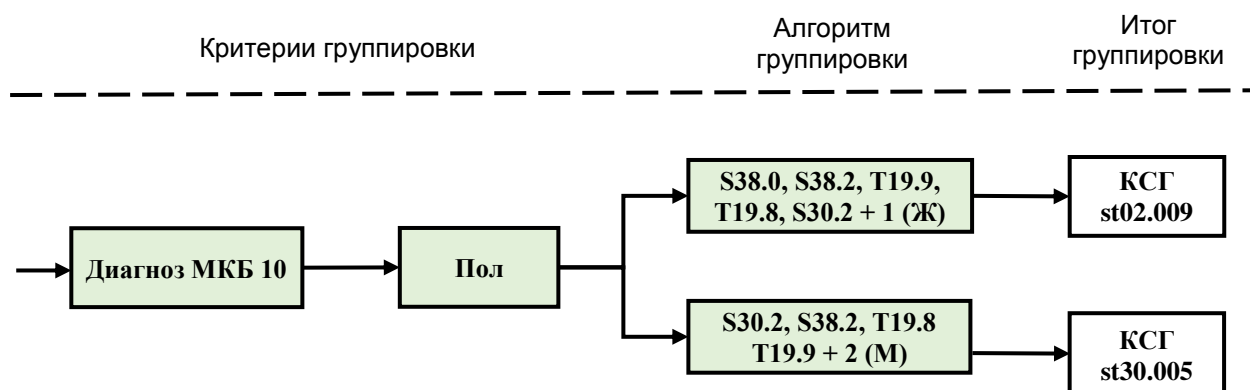 Критерии группировки
Алгоритм
группировки
Итог
группировки
S38.0, S38.2, T19.9,
T19.8, S30.2 + 1 (Ж)
КСГ
st02.009
Диагноз МКБ 10
Пол
S30.2, S38.2, T19.8
T19.9 + 2 (М)
КСГ
st30.005